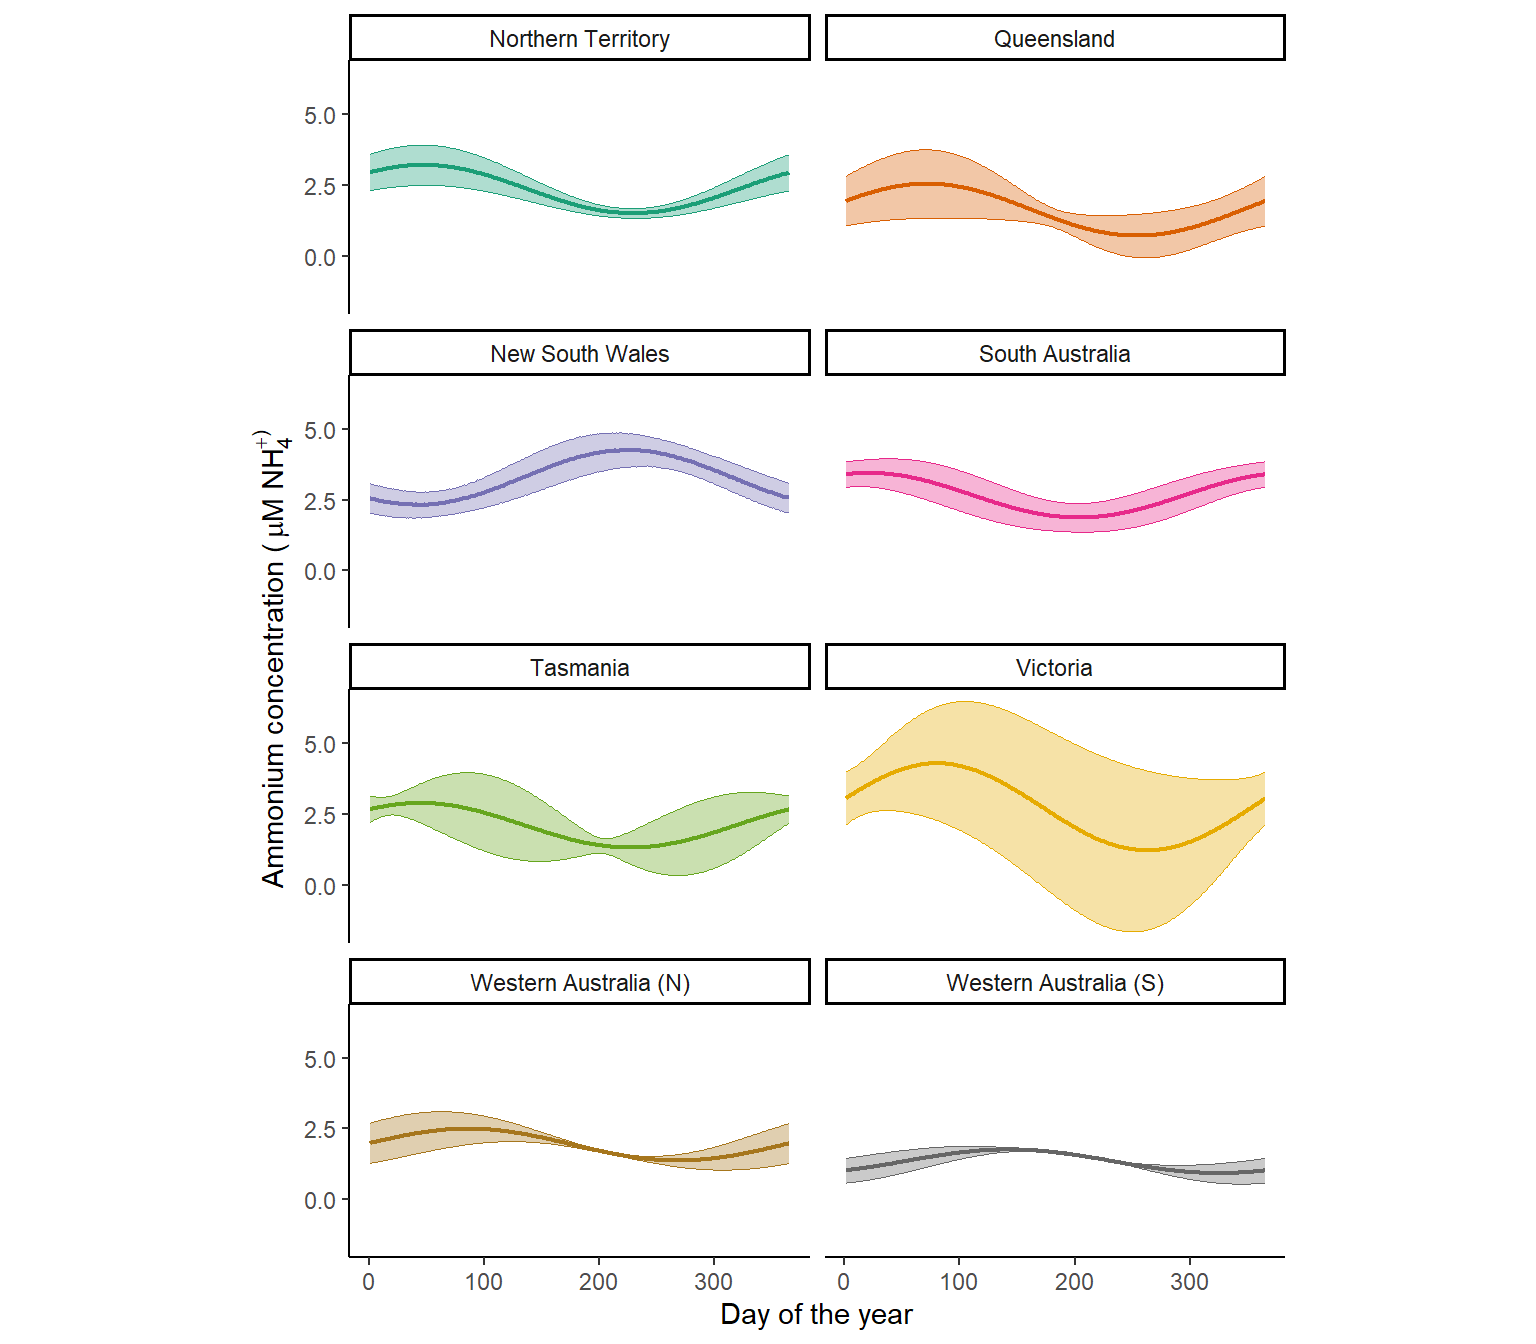 Northern Territory
Queensland
5.0
2.5
0.0
New South Wales
South Australia
5.0
2.5
0.0
Ammonium concentration ( μM NH₄⁺)
Tasmania
Victoria
5.0
2.5
0.0
Western Australia (N)
Western Australia (S)
5.0
2.5
0.0
0 100 200 300
0 100 200 300
Day of the year